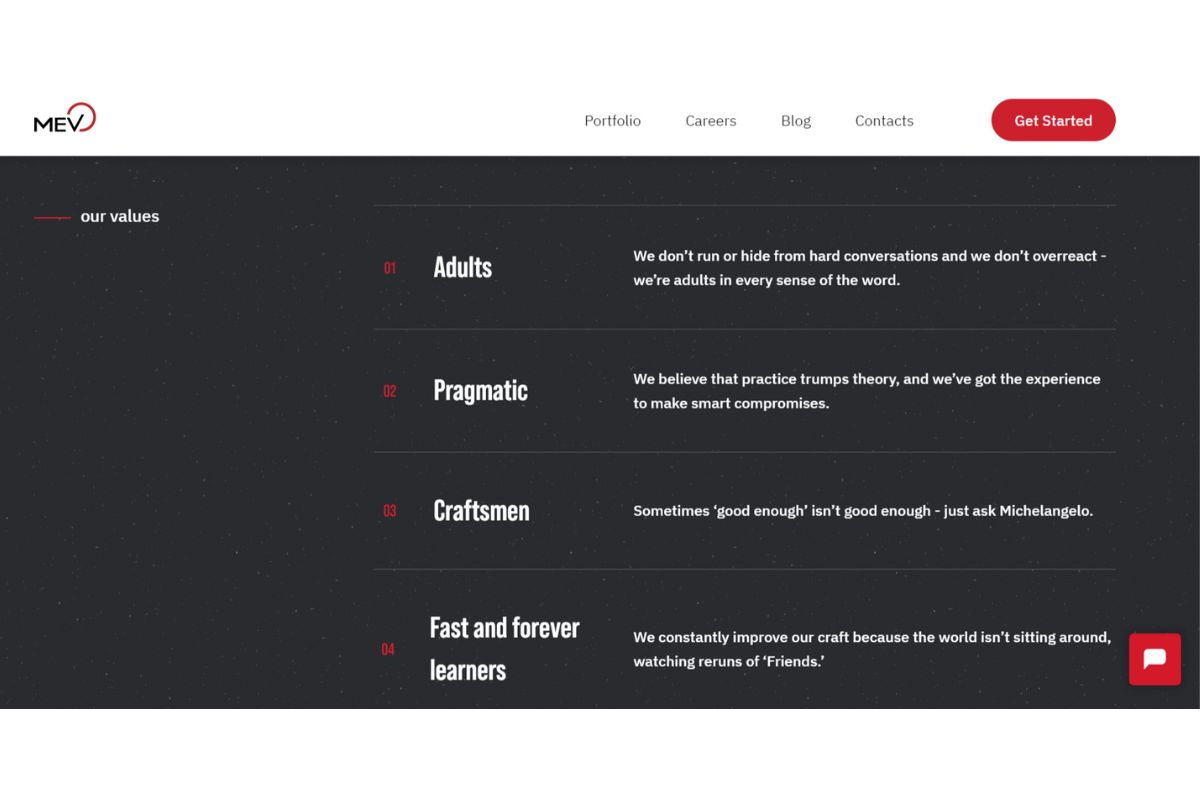 MEV
Portfolio Careers Blog Contacts Get Started
our values
01 Adults
We don’t run or hide from hard conversations and we don’t overreact -
we’re adults in every sense of the word.
02 Pragmatic
We believe that practice trumps theory, and we’ve got the experience
to make smart compromises.
03 Craftsmen
Sometimes ‘good enough’ isn’t good enough - just ask Michelangelo.
04 Fast and forever
learners
We constantly improve our craft because the world isn’t sitting around,
watching reruns of ‘Friends.’